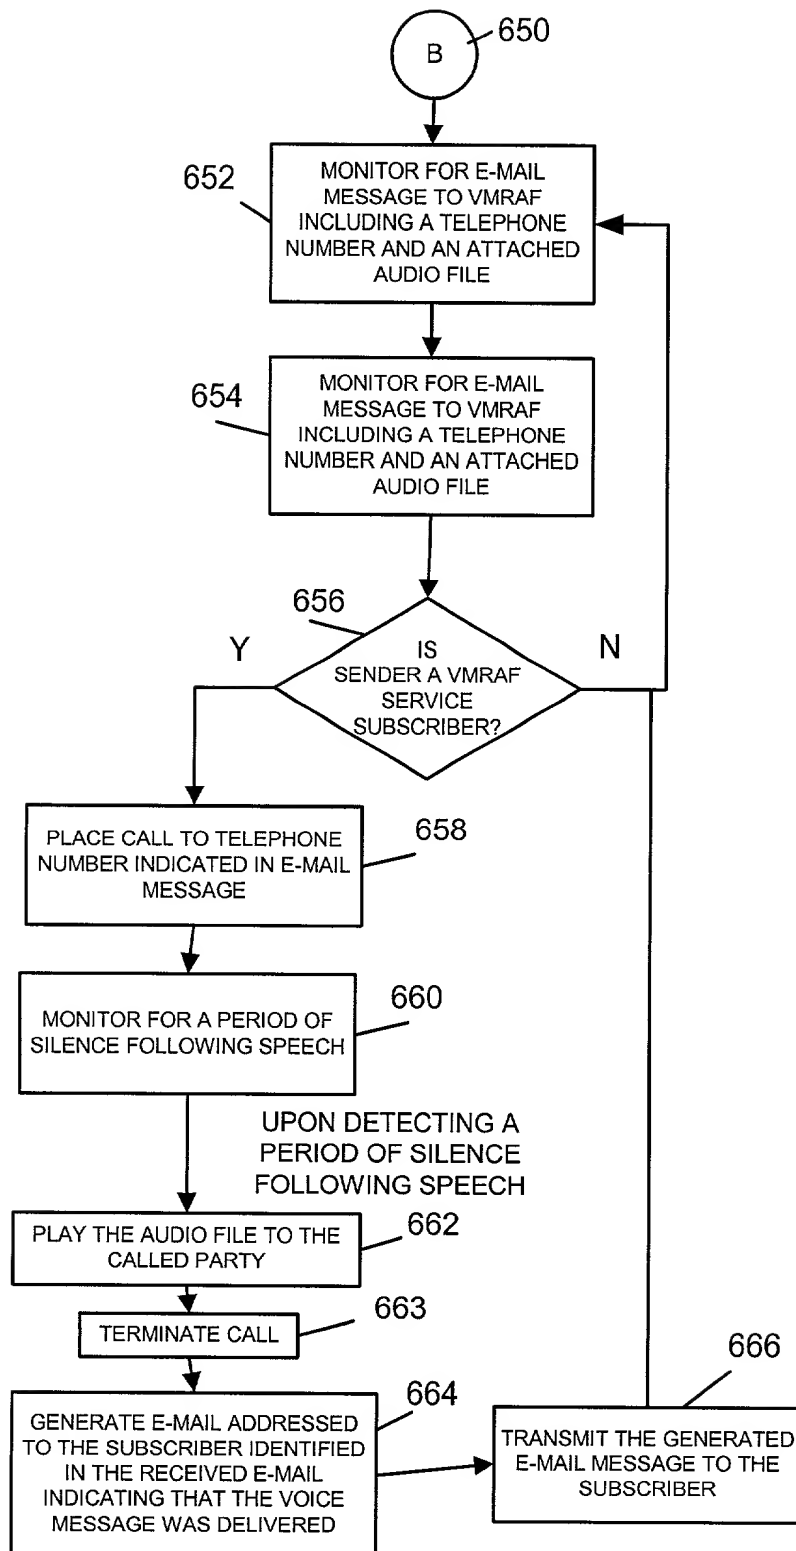 B
650
652
MONITOR FOR E-MAIL
MESSAGE TO VMRAF
INCLUDING A TELEPHONE
NUMBER AND AN ATTACHED
AUDIO FILE
654
MONITOR FOR E-MAIL
MESSAGE TO VMRAF
INCLUDING A TELEPHONE
NUMBER AND AN ATTACHED
AUDIO FILE
656
Y
IS
SENDER A VMRAF
SERVICE
SUBSCRIBER?
N
PLACE CALL TO TELEPHONE
NUMBER INDICATED IN E-MAIL
MESSAGE
658
MONITOR FOR A PERIOD OF
SILENCE FOLLOWING SPEECH
660
UPON DETECTING A
PERIOD OF SILENCE
FOLLOWING SPEECH
PLAY THE AUDIO FILE TO THE
CALLED PARTY
662
TERMINATE CALL
663
GENERATE E-MAIL ADDRESSED
TO THE SUBSCRIBER IDENTIFIED
IN THE RECEIVED E-MAIL
INDICATING THAT THE VOICE
MESSAGE WAS DELIVERED
664
TRANSMIT THE GENERATED
E-MAIL MESSAGE TO THE
SUBSCRIBER
666